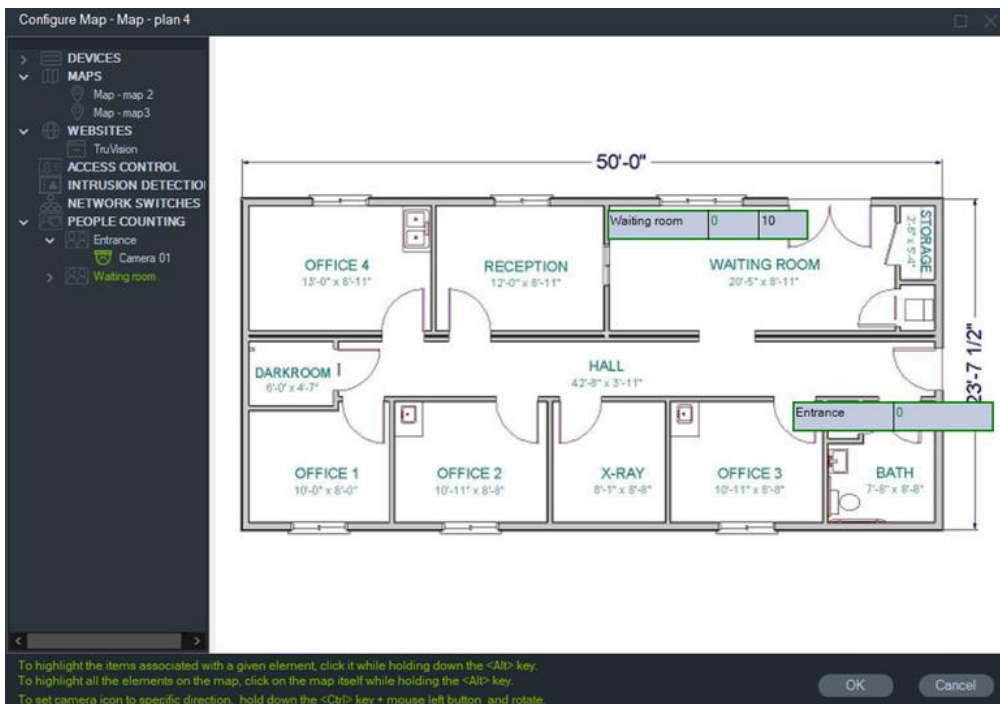 Configure Map - Map - plan 4
DEVICES
MAPS
Map - map 2
Map - map3
WEBSITES
TruVision
ACCESS CONTROL
INTRUSION DETECTIO
NETWORK SWITCHES
PEOPLE COUNTING
Entrance
Camera 01
Waiting room
50'-0"
Waiting room 0 10
STORAGE
OFFICE 4
13'-0" x 8'-11"
RECEPTION
12'-0" x 8'-11"
WAITING ROOM
20'-5" x 8'-11"
23'-7 1/2"
DARKROOM
6'-0" x 4'-7"
HALL
42'-8" x 3'-11"
Entrance 0
OFFICE 1
10'-0" x 8'-0"
OFFICE 2
10'-11" x 8'-8"
X-RAY
8'-1" x 8'-8"
OFFICE 3
10'-11" x 8'-8"
BATH
7'-8" x 8'-8"
To highlight the items associated with a given element, click it while holding down the <Alt> key.
To highlight all the elements on the map, click on the map itself while holding the <Alt> key.
To set camera icon to specific direction, hold down the <Ctrl> key + mouse left button and rotate.
OK Cancel